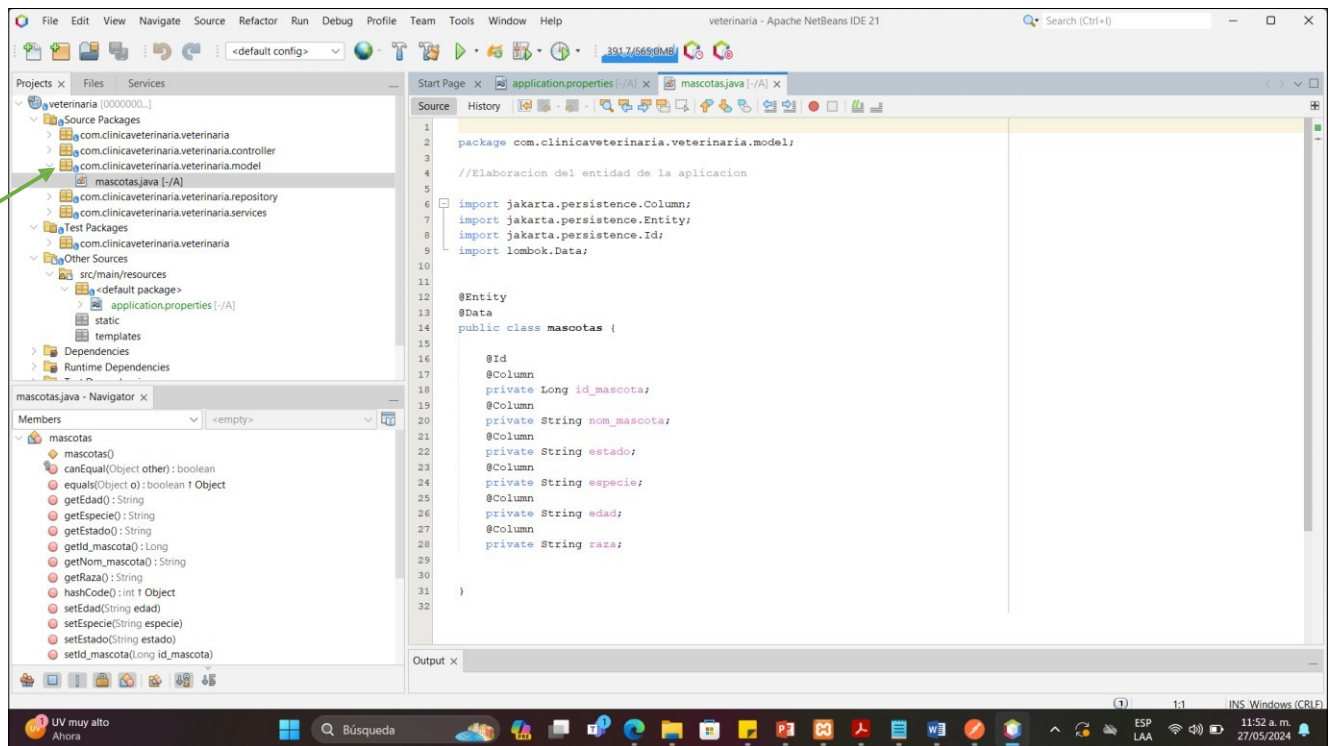 File Edit View Navigate Source Refactor Run Debug Profile Team Tools Window Help
veterinaria - Apache NetBeans IDE 21
Search (Ctrl+I)
<default config>
391,7/565,0MB
Projects Files Services
veterinaria [0000000...]
Source Packages
com.clinicaveterinaria.veterinaria
com.clinicaveterinaria.veterinaria.controller
com.clinicaveterinaria.veterinaria.model
mascotas.java [-/A]
com.clinicaveterinaria.veterinaria.repository
com.clinicaveterinaria.veterinaria.services
Test Packages
com.clinicaveterinaria.veterinaria
Other Sources
src/main/resources
<default package>
application.properties [-/A]
static
templates
Dependencies
Runtime Dependencies
mascotas.java - Navigator
Members <empty>
mascotas
mascotas()
canEqual(Object other) : boolean
equals(Object o) : boolean ↑ Object
getEdad() : String
getEspecie() : String
getEstado() : String
getId_mascota() : Long
getNom_mascota() : String
getRaza() : String
hashCode() : int ↑ Object
setEdad(String edad)
setEspecie(String especie)
setEstado(String estado)
setId_mascota(Long id_mascota)
Start Page application.properties [-/A] mascotas.java [-/A]
Source History
1
2 package com.clinicaveterinaria.veterinaria.model;
3
4 //Elaboracion del entidad de la aplicacion
5
6 import jakarta.persistence.Column;
7 import jakarta.persistence.Entity;
8 import jakarta.persistence.Id;
9 import lombok.Data;
10
11
12 @Entity
13 @Data
14 public class mascotas {
15
16 @Id
17 @Column
18 private Long id_mascota;
19 @Column
20 private String nom_mascota;
21 @Column
22 private String estado;
23 @Column
24 private String especie;
25 @Column
26 private String edad;
27 @Column
28 private String raza;
29
30
31 }
32
Output
1 1:1 INS Windows (CRLF)
1 UV muy alto
Ahora
Búsqueda
ESP
LAA
11:52 a. m.
27/05/2024